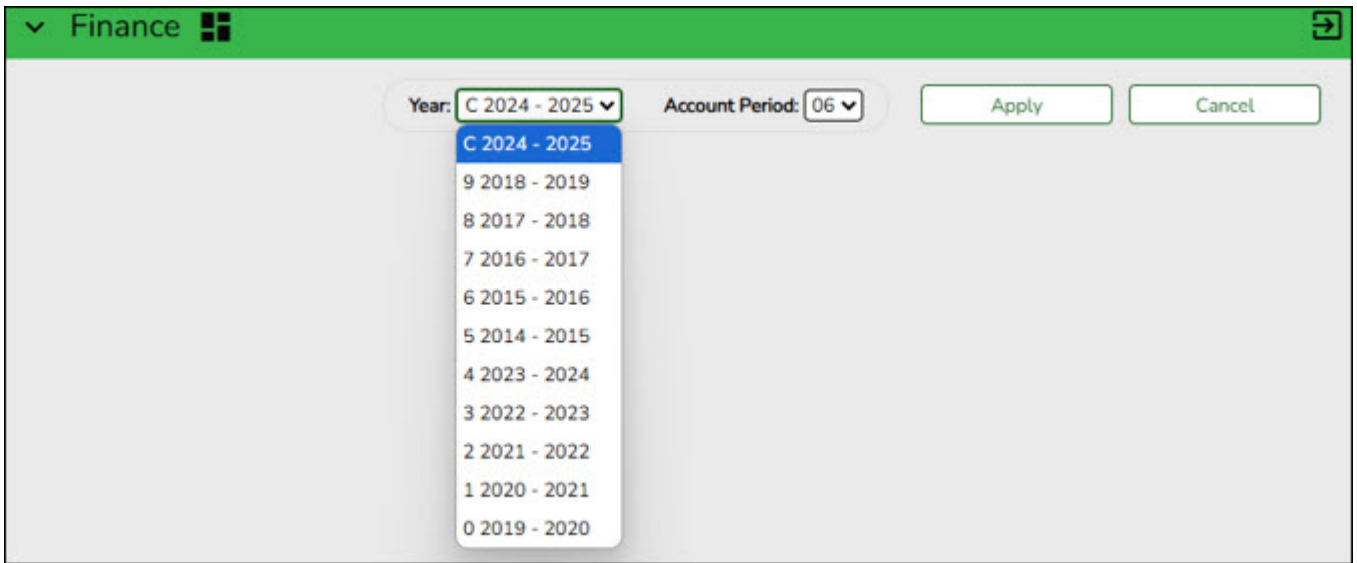 Finance
Year: C 2024 - 2025 Account Period: 06 Apply Cancel
C 2024 - 2025
9 2018 - 2019
8 2017 - 2018
7 2016 - 2017
6 2015 - 2016
5 2014 - 2015
4 2023 - 2024
3 2022 - 2023
2 2021 - 2022
1 2020 - 2021
0 2019 - 2020